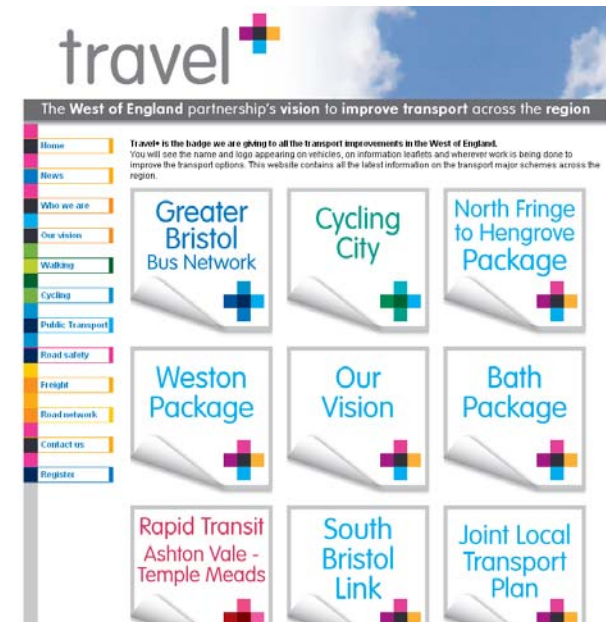 travel
The West of England partnership's vision to improve transport across the region
Home
News
Who we are
Our vision
Walking
Cycling
Public Transport
Road safety
Freight
Road network
Contact us
Register
Travel+ is the badge we are giving to all the transport improvements in the West of England.
You will see the name and logo appearing on vehicles, on information leaflets and wherever work is being done to
improve the transport options. This website contains all the latest information on the transport major schemes across the
region.
Greater
Bristol
Bus Network
Cycling
City
North Fringe
to Hengrove
Package
Weston
Package
Our
Vision
Bath
Package
Rapid Transit
Ashton Vale -
Temple Meads
South
Bristol
Link
Joint Local
Transport
Plan